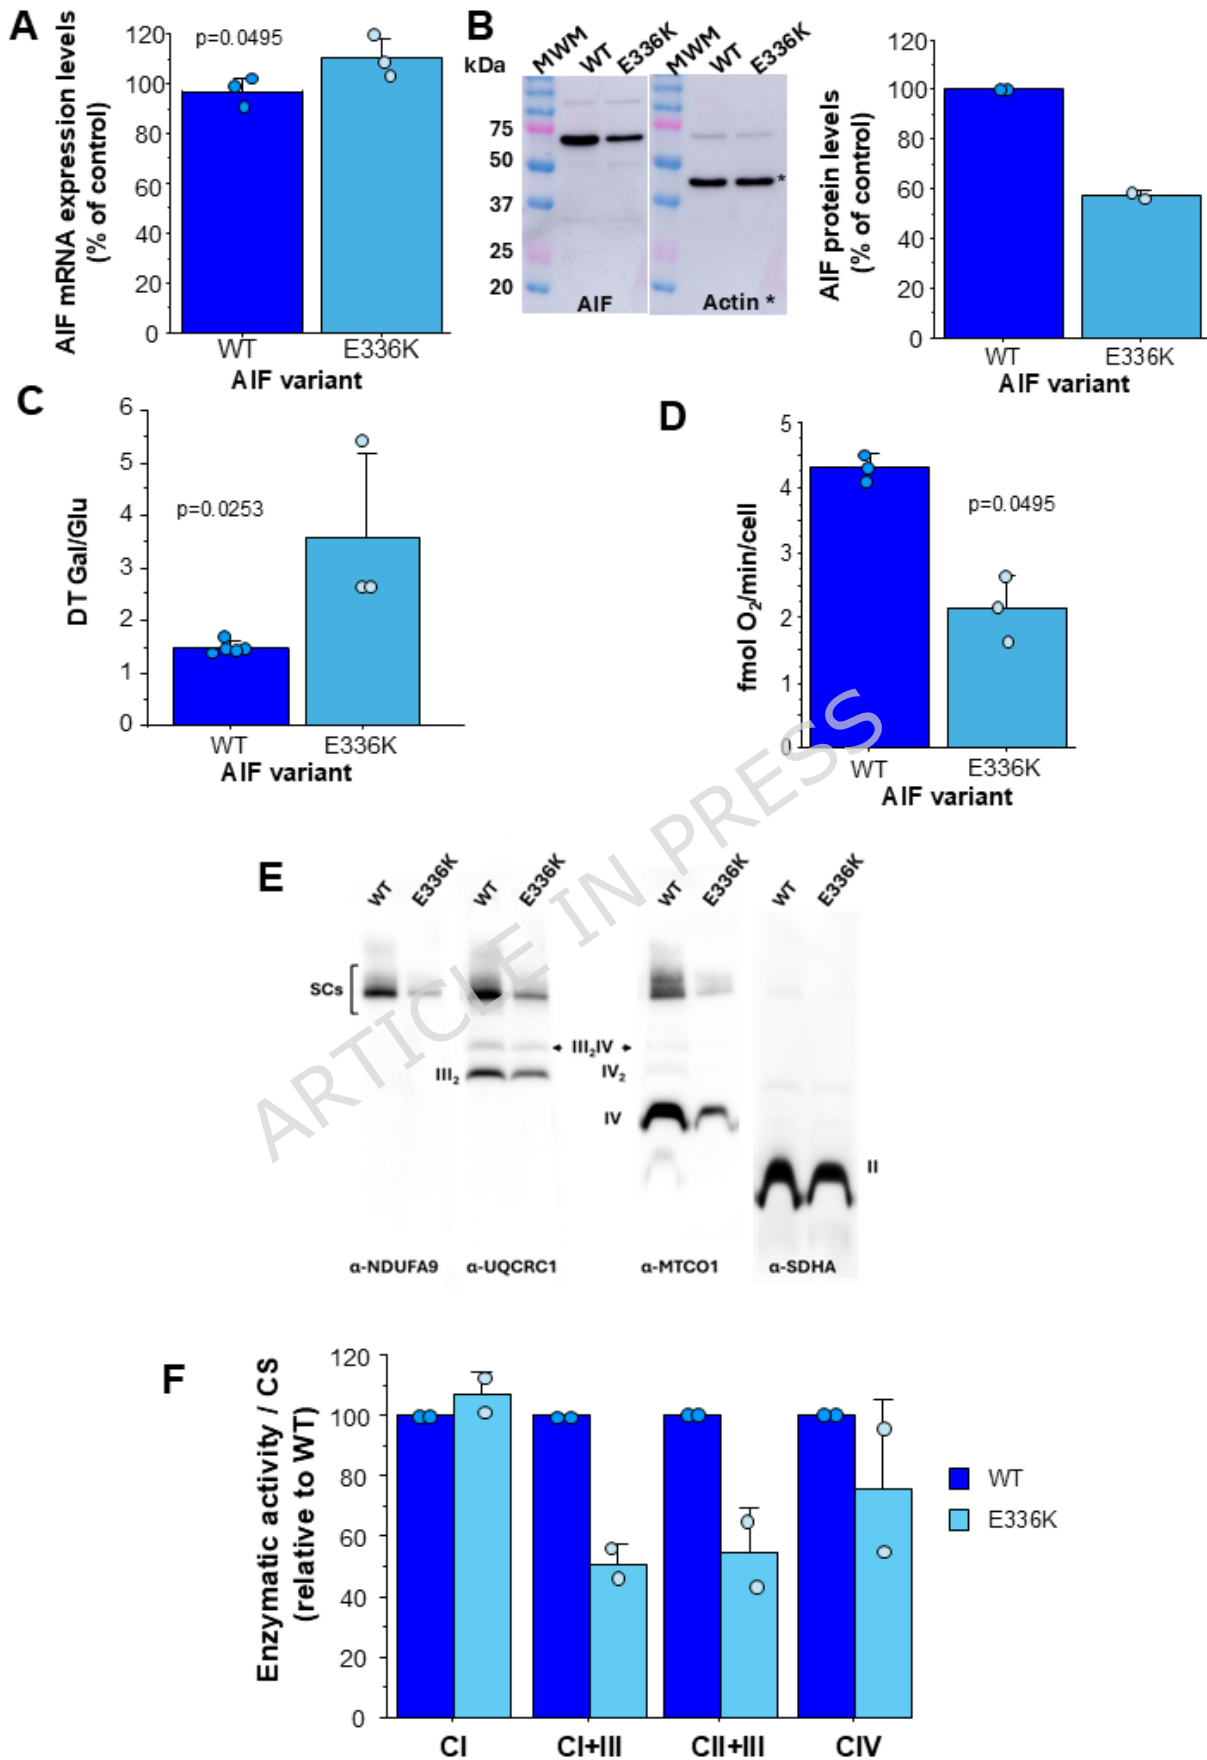 A
AIF mRNA expression levels
(% of control)
120
100
80
60
40
20
0
p=0.0495
WT
E336K
AIF variant
B
kDa
MWM
WT
E336K
MWM
WT
E336K
75
50
37
25
20
*
AIF
Actin *
AIF protein levels
(% of control)
120
100
80
60
40
20
0
WT
E336K
AIF variant
C
DT Gal/Glu
6
5
4
3
2
1
0
p=0.0253
WT
E336K
AIF variant
D
fmol O₂/min/cell
5
4
3
2
1
0
p=0.0495
WT
E336K
AIF variant
ARTICLE IN PRESS
E
WT
E336K
WT
E336K
WT
E336K
WT
E336K
SCs
III₂IV
III₂
IV₂
IV
II
α-NDUFA9
α-UQCRC1
α-MTCO1
α-SDHA
F
Enzymatic activity / CS
(relative to WT)
120
100
80
60
40
20
0
CI
CI+III
CII+III
CIV
WT
E336K